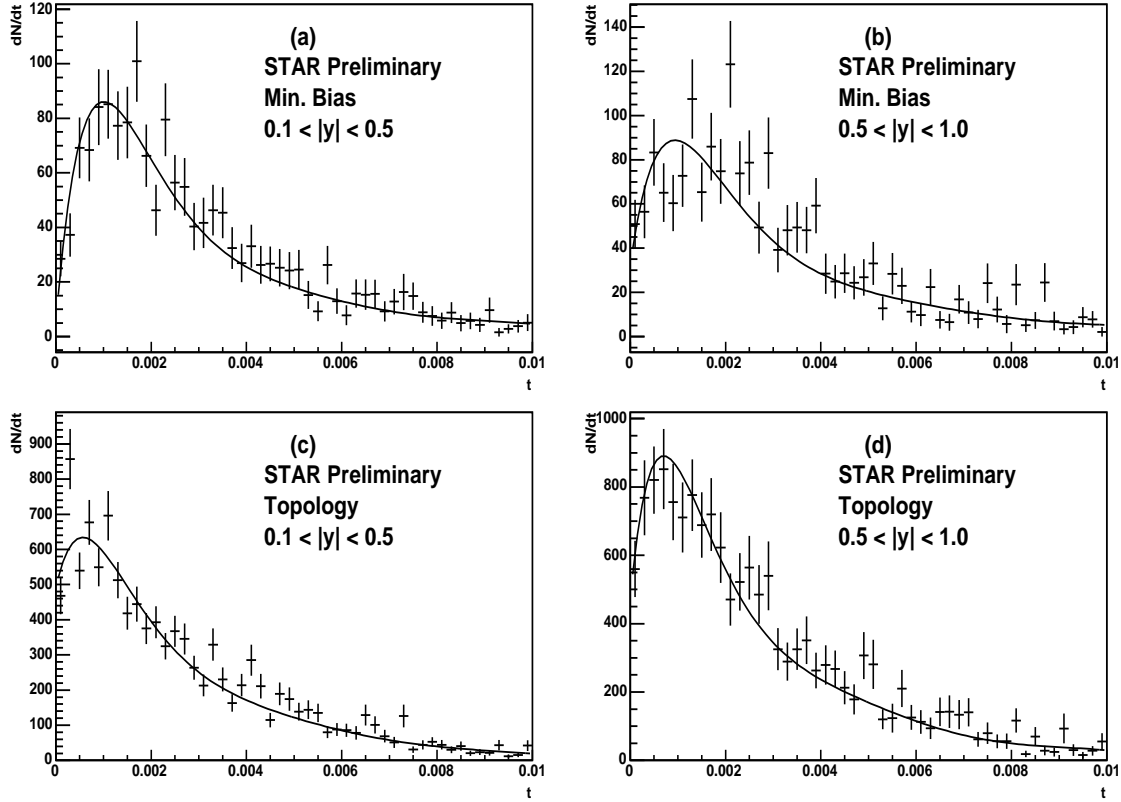 dN/dt
120
100
80
60
40
20
0
(a)
STAR Preliminary
Min. Bias
0.1 < |y| < 0.5
0 0.002 0.004 0.006 0.008 0.01
t
dN/dt
140
120
100
80
60
40
20
0
(b)
STAR Preliminary
Min. Bias
0.5 < |y| < 1.0
0 0.002 0.004 0.006 0.008 0.01
t
dN/dt
900
800
700
600
500
400
300
200
100
0
(c)
STAR Preliminary
Topology
0.1 < |y| < 0.5
0 0.002 0.004 0.006 0.008 0.01
t
dN/dt
1000
800
600
400
200
0
(d)
STAR Preliminary
Topology
0.5 < |y| < 1.0
0 0.002 0.004 0.006 0.008 0.01
t